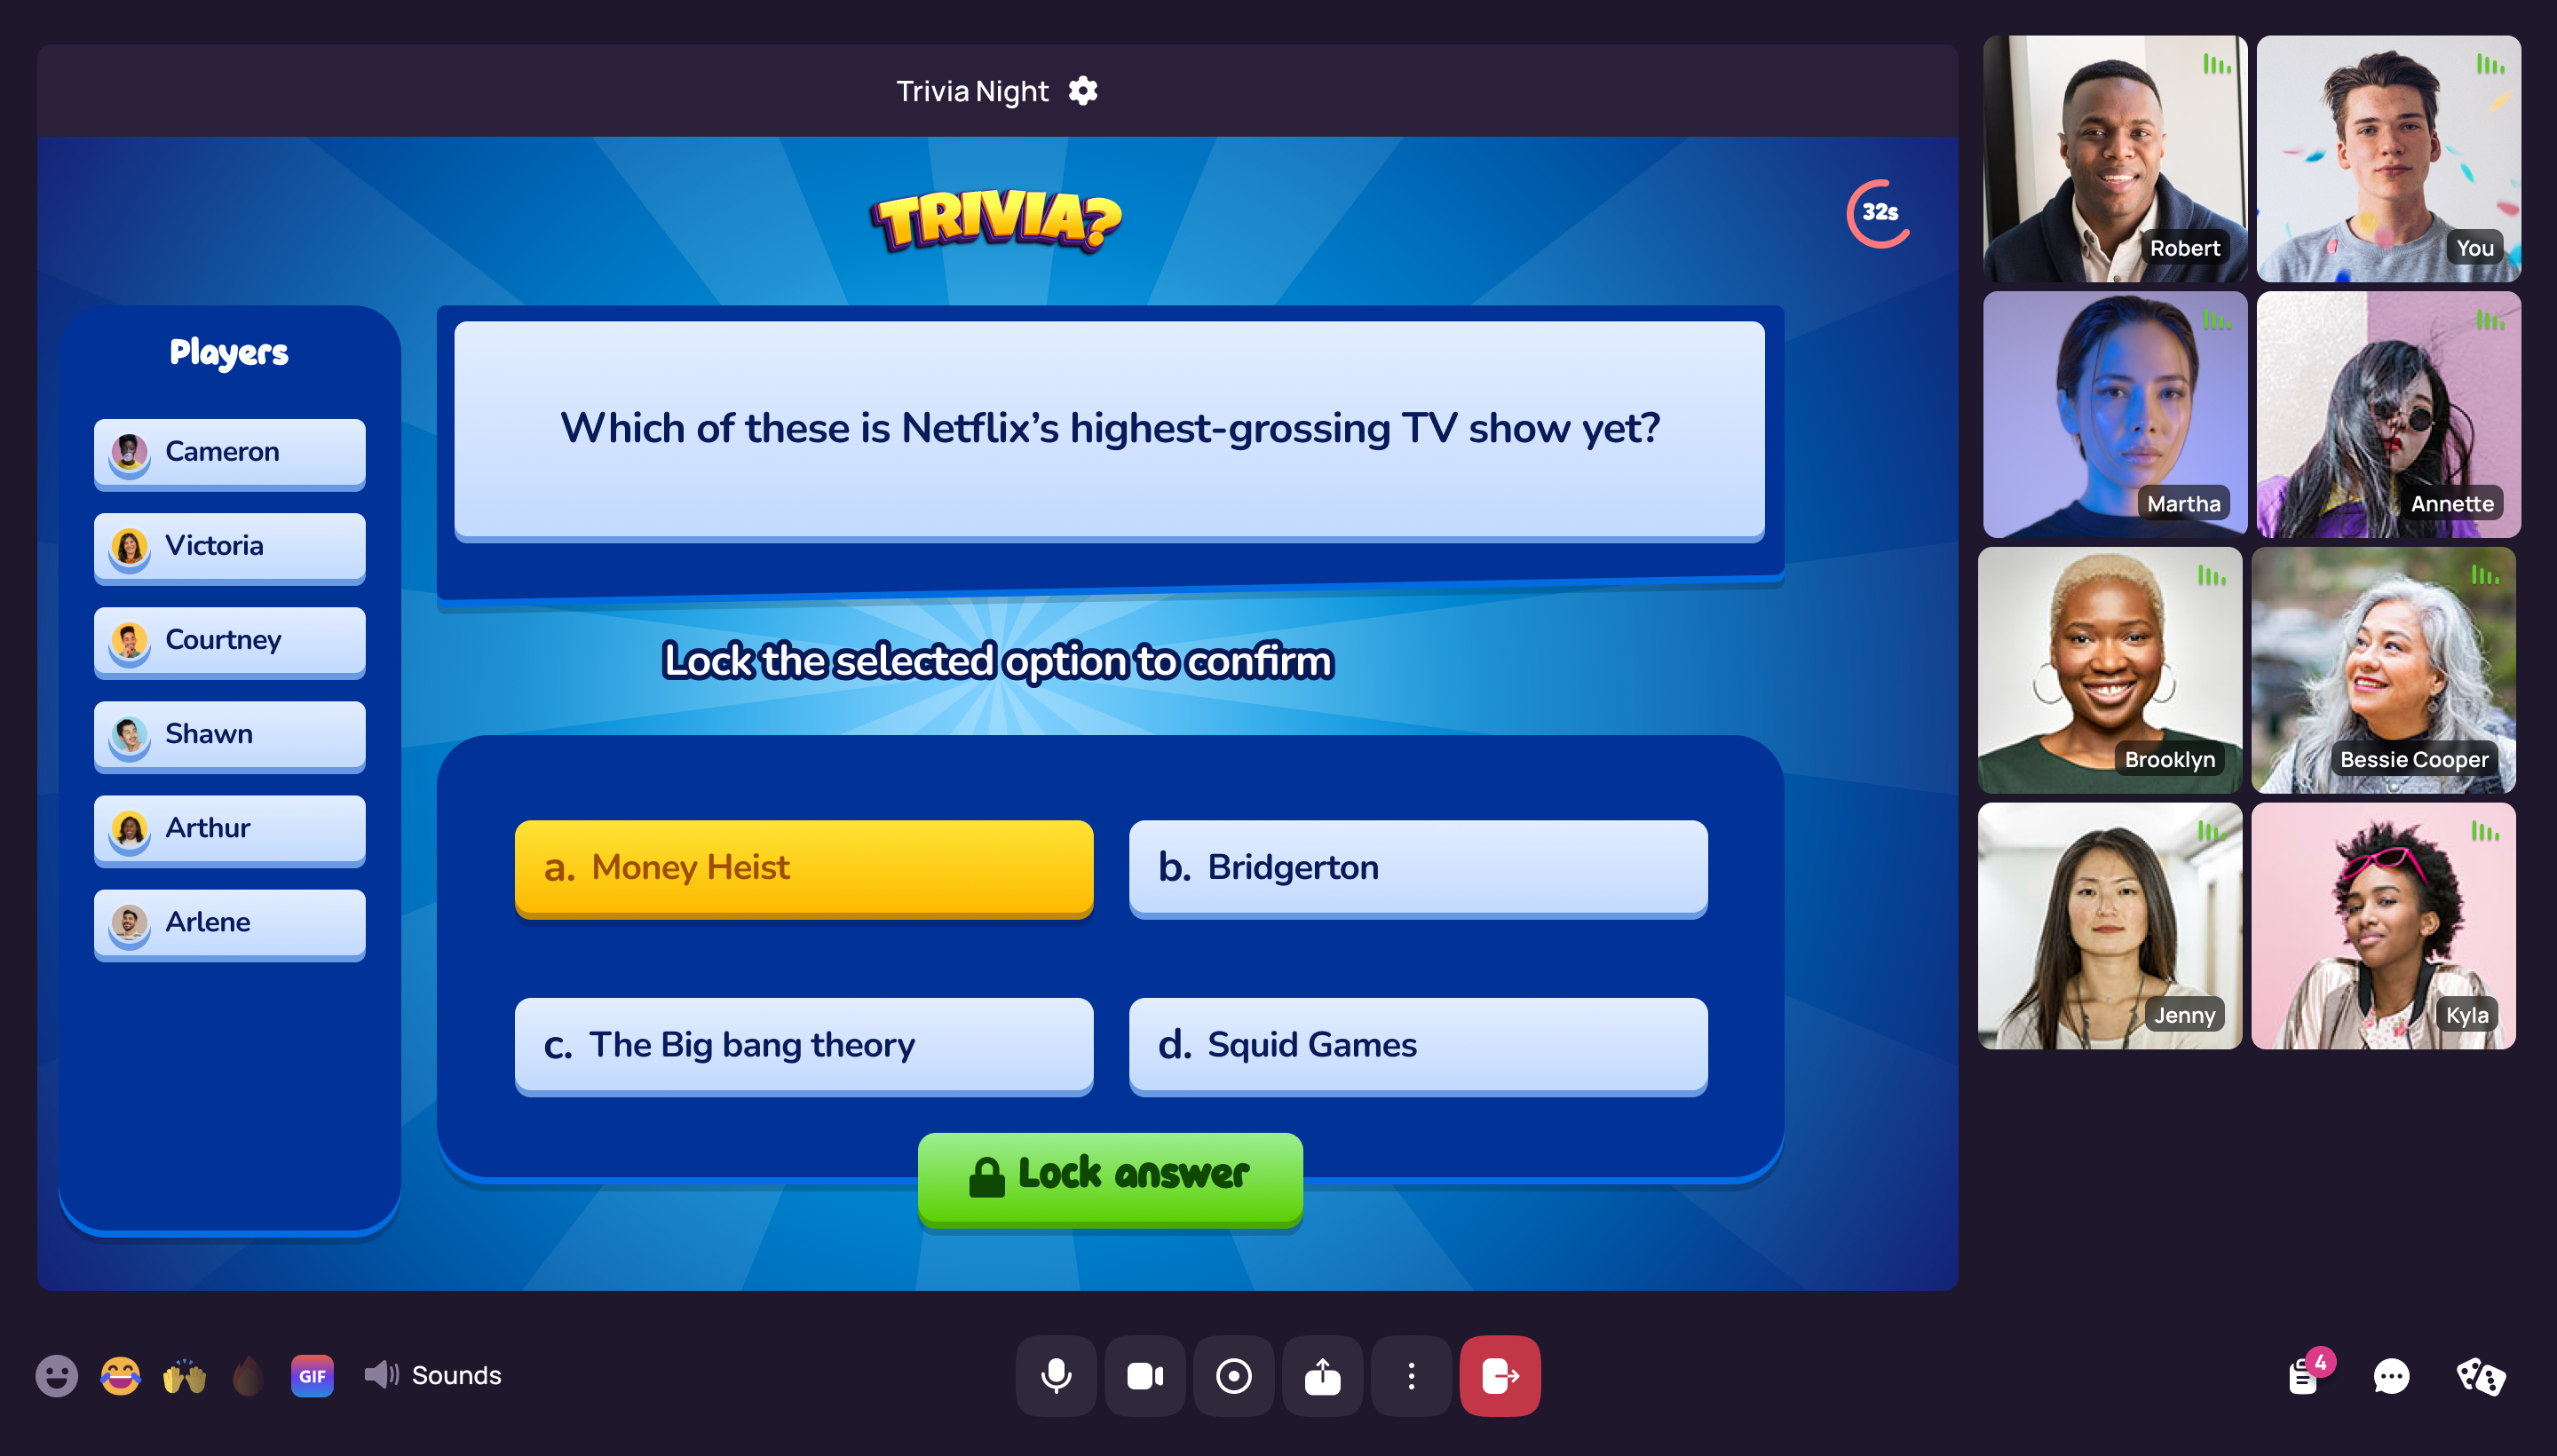 Trivia Night
TRIVIA?
32s
Players
Cameron
Victoria
Courtney
Shawn
Arthur
Arlene
Which of these is Netflix’s highest-grossing TV show yet?
Lock the selected option to confirm
a. Money Heist
b. Bridgerton
c. The Big bang theory
d. Squid Games
Lock answer
Robert
You
Martha
Annette
Brooklyn
Bessie Cooper
Jenny
Kyla
GIF
Sounds
4